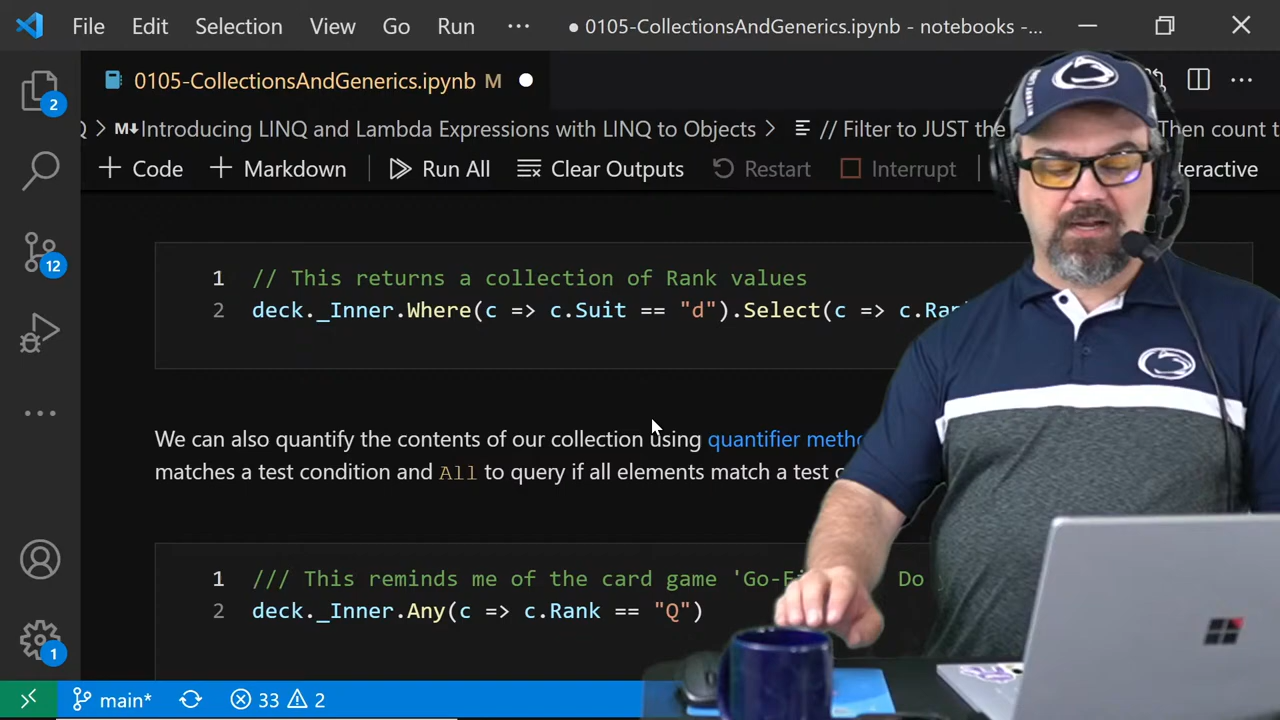 File Edit Selection View Go Run ··· ● 0105-CollectionsAndGenerics.ipynb - notebooks -...
2 0105-CollectionsAndGenerics.ipynb M
Introducing LINQ and Lambda Expressions with LINQ to Objects > // Filter to JUST the Then count t
+ Code + Markdown Run All Clear Outputs Restart Interrupt
1 // This returns a collection of Rank values
2 deck._Inner.Where(c => c.Suit == "d").Select(c => c.Ran
12
We can also quantify the contents of our collection using quantifier metho
matches a test condition and All to query if all elements match a test
1 /// This reminds me of the card game 'Go-Fi Do
2 deck._Inner.Any(c => c.Rank == "Q")
1
main* 33 2